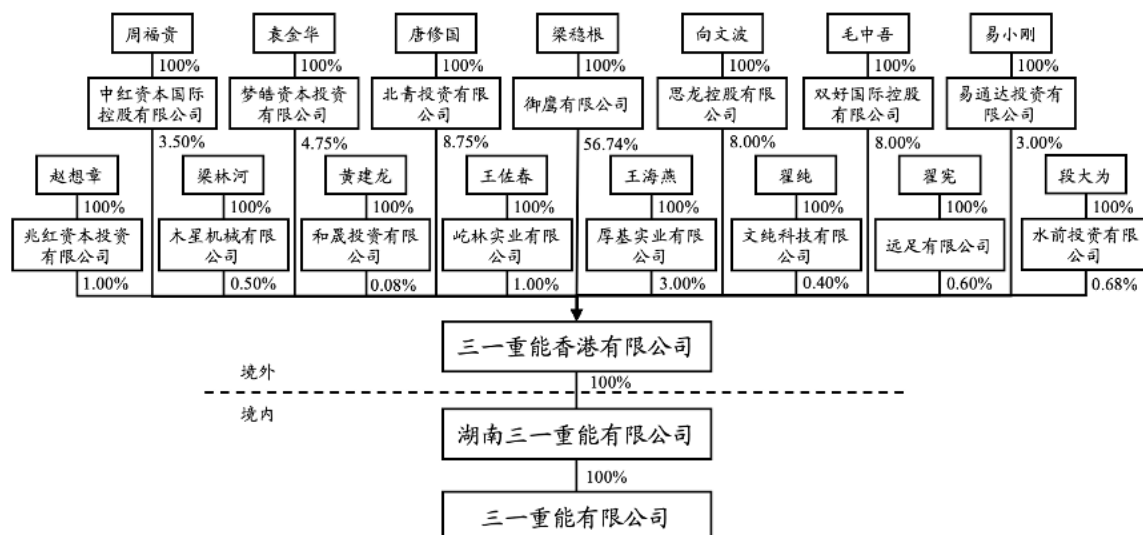 周福贵
袁金华
唐修国
梁稳根
向文波
毛中吾
易小刚
100%
100%
100%
100%
100%
100%
100%
中红资本国际
控股有限公司
梦皓资本投资
有限公司
北青投资有限
公司
御鹰有限公司
思龙控股有限
公司
双好国际控股
有限公司
易通达投资有
限公司
3.50%
4.75%
8.75%
56.74%
8.00%
8.00%
3.00%
赵想章
梁林河
黄建龙
王佐春
王海燕
翟纯
翟宪
段大为
100%
100%
100%
100%
100%
100%
100%
100%
兆红资本投资
有限公司
木星机械有限
公司
和晟投资有限
公司
屹林实业有限
公司
厚基实业有限
公司
文纯科技有限
公司
远足有限公司
水前投资有限
公司
1.00%
0.50%
0.08%
1.00%
3.00%
0.40%
0.60%
0.68%
三一重能香港有限公司
境外
100%
境内
湖南三一重能有限公司
100%
三一重能有限公司